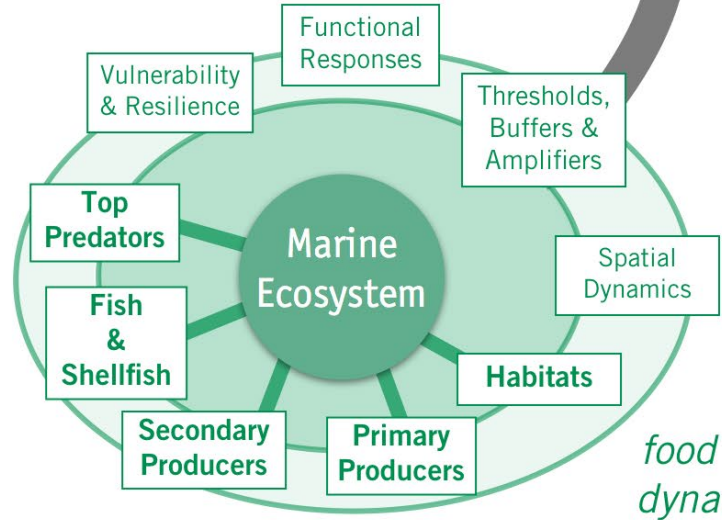 Functional
Responses
Vulnerability
& Resilience
Thresholds,
Buffers &
Amplifiers
Top
Predators
Marine
Ecosystem
Spatial
Dynamics
Fish
&
Shellfish
Habitats
Secondary
Producers
Primary
Producers
food
dyna